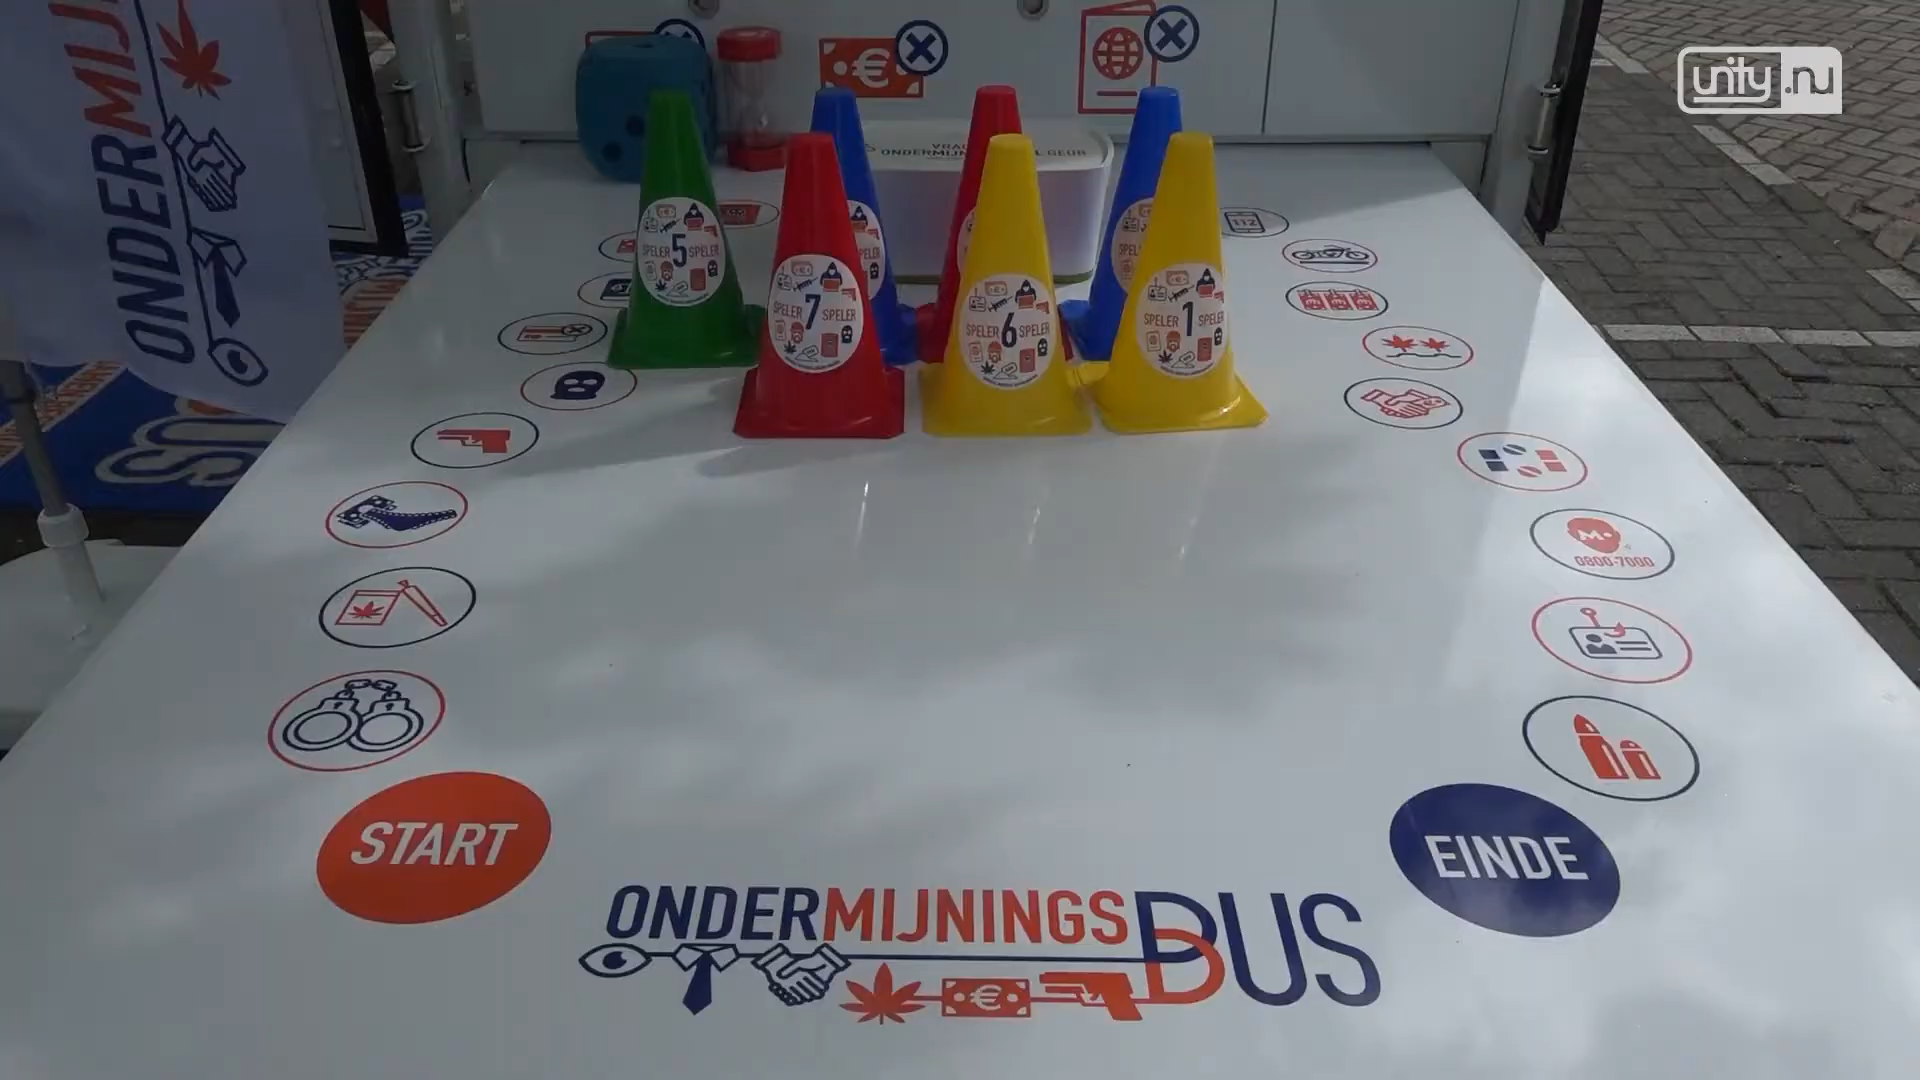 unity.nu
ONDERMIJ
112
SPELER 5 SPELER
SPELER 7 SPELER
SPELER 6 SPELER
SPELER 1 SPELER
M.
0800-7000
START
EINDE
ONDERMIJNINGSBUS